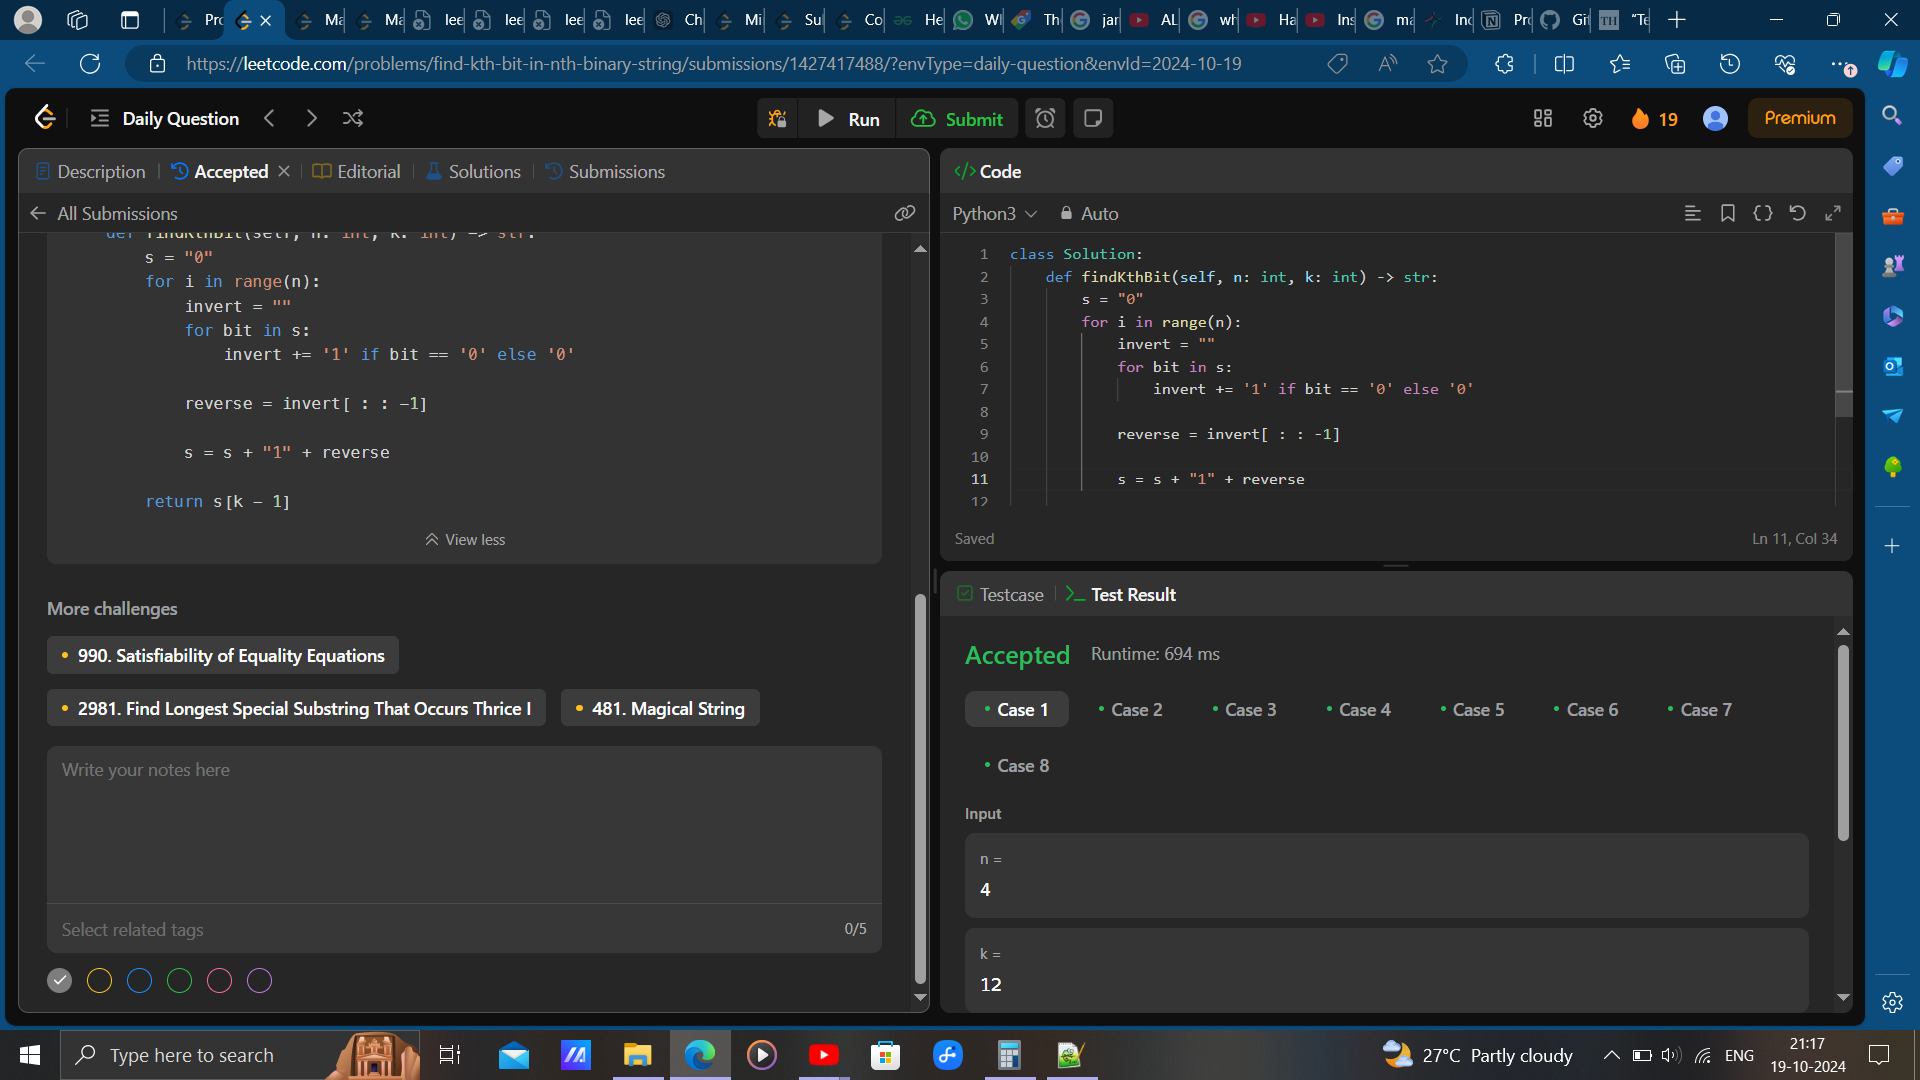 Pro
Ma
Ma
lee
lee
lee
lee
Ch
Mi
Su
Co
He
Wh
Th
jar
AL
wh
Ha
Ins
ma
Inc
Pro
Git
TH
"Te
https://leetcode.com/problems/find-kth-bit-in-nth-binary-string/submissions/1427417488/?envType=daily-question&envId=2024-10-19
Daily Question
Run
Submit
19
Premium
Description
Accepted
Editorial
Solutions
Submissions
All Submissions
def findKthBit(self, n: int, k: int) -> str:
s = "0"
for i in range(n):
invert = ""
for bit in s:
invert += '1' if bit == '0' else '0'
reverse = invert[ : : -1]
s = s + "1" + reverse
return s[k - 1]
View less
More challenges
990. Satisfiability of Equality Equations
2981. Find Longest Special Substring That Occurs Thrice I
481. Magical String
Write your notes here
Select related tags
0/5
</> Code
Python3
Auto
1 class Solution:
2 def findKthBit(self, n: int, k: int) -> str:
3 s = "0"
4 for i in range(n):
5 invert = ""
6 for bit in s:
7 invert += '1' if bit == '0' else '0'
8
9 reverse = invert[ : : -1]
10
11 s = s + "1" + reverse
12
Saved
Ln 11, Col 34
Testcase
Test Result
Accepted
Runtime: 694 ms
Case 1
Case 2
Case 3
Case 4
Case 5
Case 6
Case 7
Case 8
Input
n =
4
k =
12
Type here to search
27°C Partly cloudy
ENG
21:17
19-10-2024